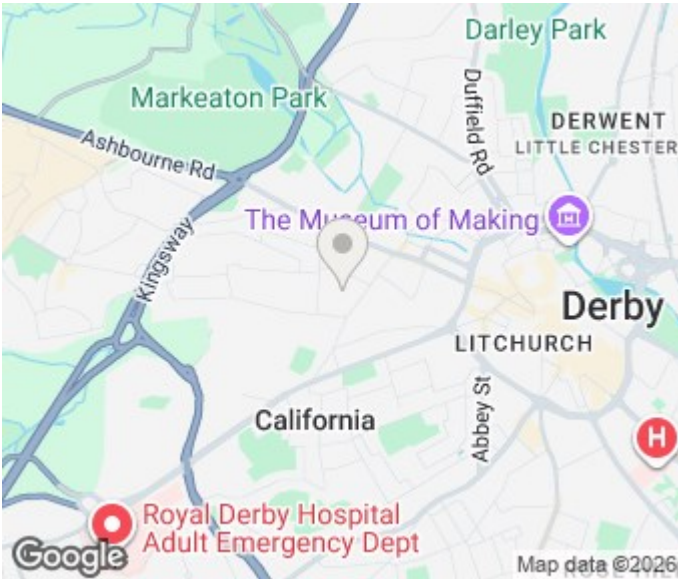 Darley Park
Markeaton Park
Duffield Rd
DERWENT
LITTLE CHESTER
Ashbourne Rd
The Museum of Making
Kingsway
Derby
LITCHURCH
California
Abbey St
H
Royal Derby Hospital
Adult Emergency Dept
Google
Map data ©2026